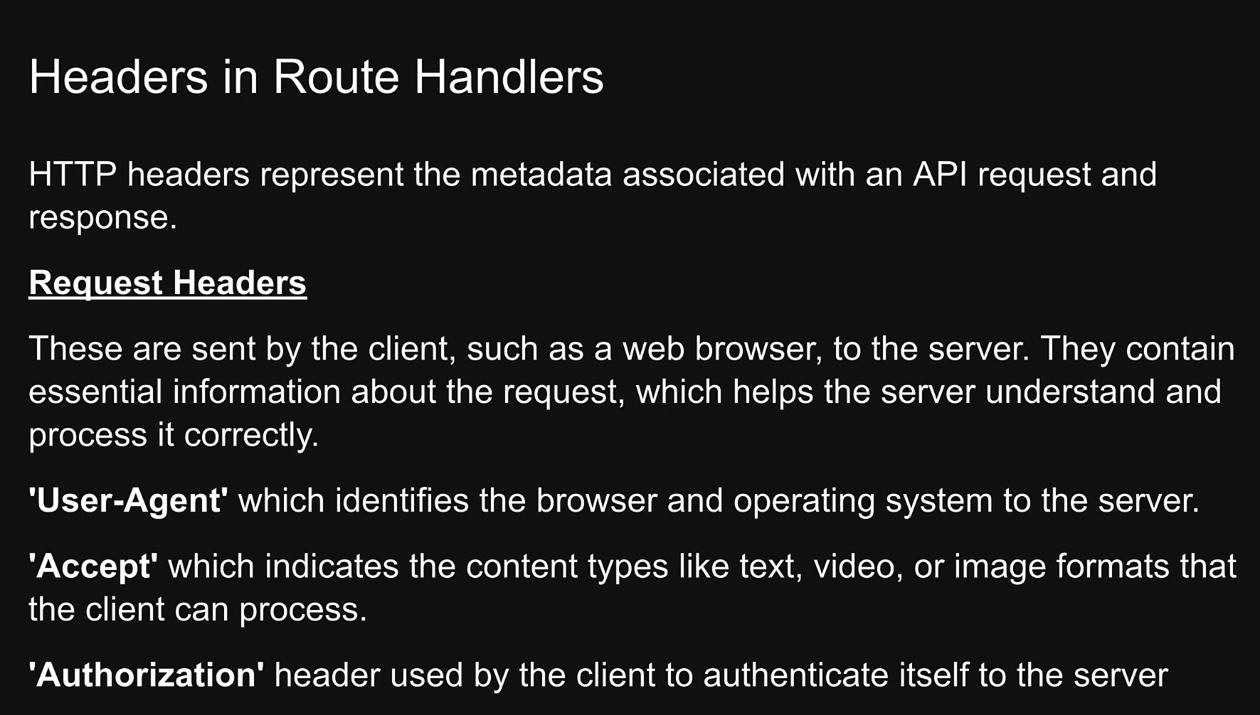 Headers in Route Handlers
HTTP headers represent the metadata associated with an API request and
response.
Request Headers
These are sent by the client, such as a web browser, to the server. They contain
essential information about the request, which helps the server understand and
process it correctly.
'User-Agent' which identifies the browser and operating system to the server.
'Accept' which indicates the content types like text, video, or image formats that
the client can process.
'Authorization' header used by the client to authenticate itself to the server